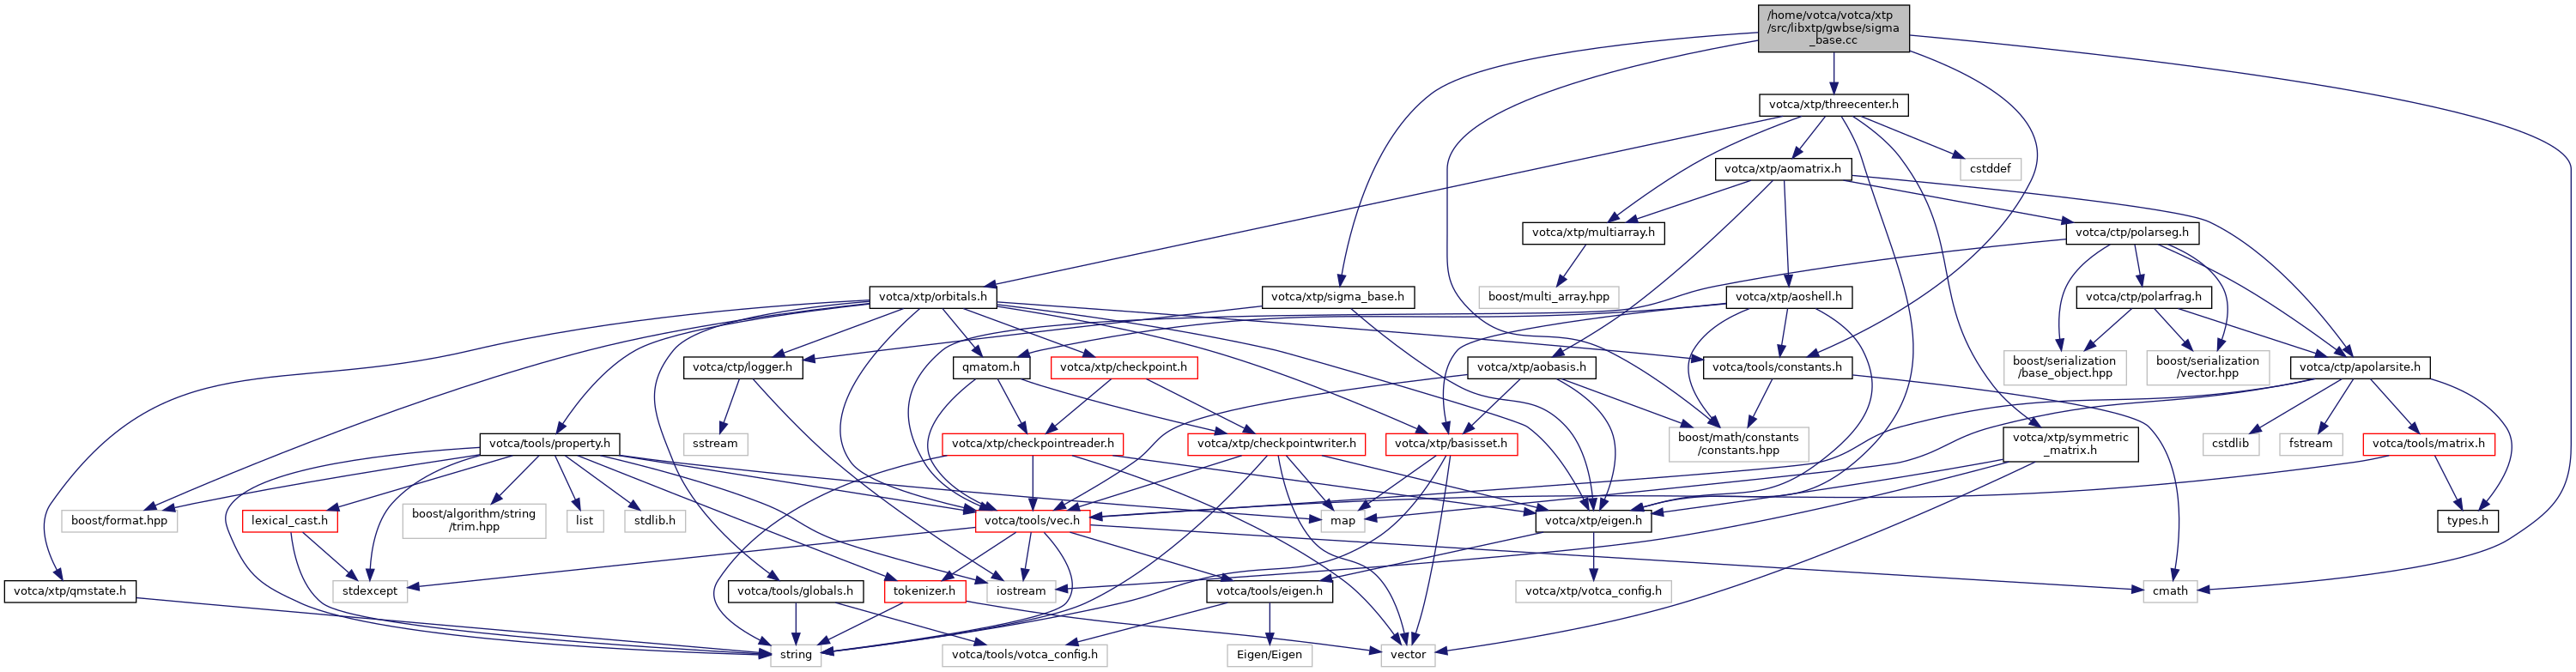 /home/votca/votca/xtp
/src/libxtp/gwbse/sigma
_base.cc
votca/xtp/threecenter.h
votca/xtp/aomatrix.h
cstddef
votca/xtp/multiarray.h
votca/ctp/polarseg.h
votca/xtp/orbitals.h
votca/xtp/sigma_base.h
boost/multi_array.hpp
votca/xtp/aoshell.h
votca/ctp/polarfrag.h
votca/ctp/logger.h
qmatom.h
votca/xtp/checkpoint.h
votca/xtp/aobasis.h
votca/tools/constants.h
boost/serialization
/base_object.hpp
boost/serialization
/vector.hpp
votca/ctp/apolarsite.h
votca/tools/property.h
sstream
votca/xtp/checkpointreader.h
votca/xtp/checkpointwriter.h
votca/xtp/basisset.h
boost/math/constants
/constants.hpp
votca/xtp/symmetric
_matrix.h
cstdlib
fstream
votca/tools/matrix.h
boost/format.hpp
lexical_cast.h
boost/algorithm/string
/trim.hpp
list
stdlib.h
votca/tools/vec.h
map
votca/xtp/eigen.h
types.h
votca/xtp/qmstate.h
stdexcept
votca/tools/globals.h
tokenizer.h
iostream
votca/tools/eigen.h
votca/xtp/votca_config.h
cmath
string
votca/tools/votca_config.h
Eigen/Eigen
vector